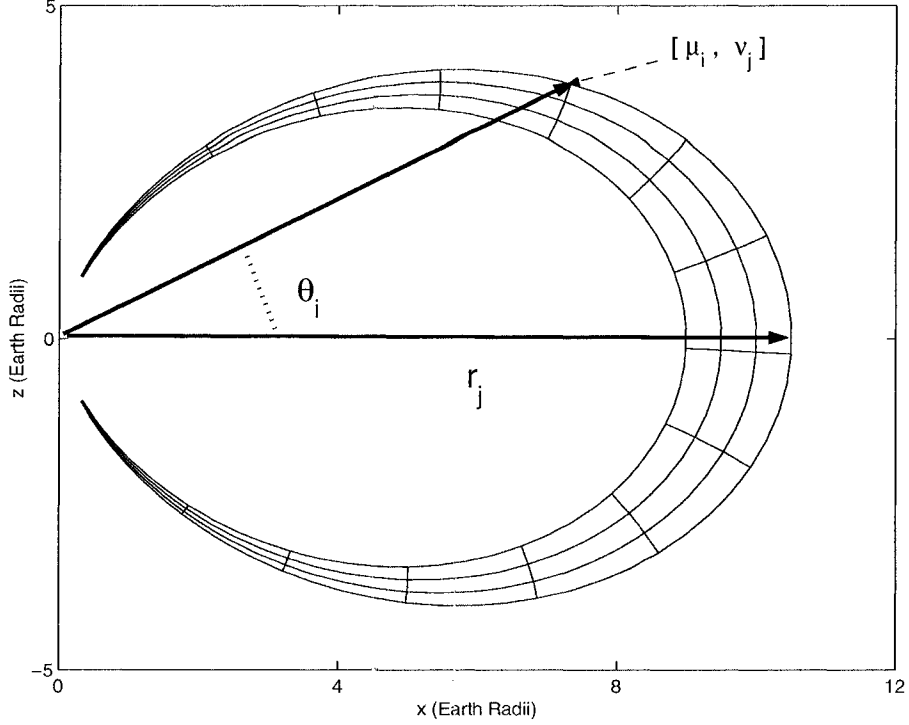 5
[ μi , νj ]
z (Earth Radii)
θi
0
rj
−5
0
4
8
12
x (Earth Radii)